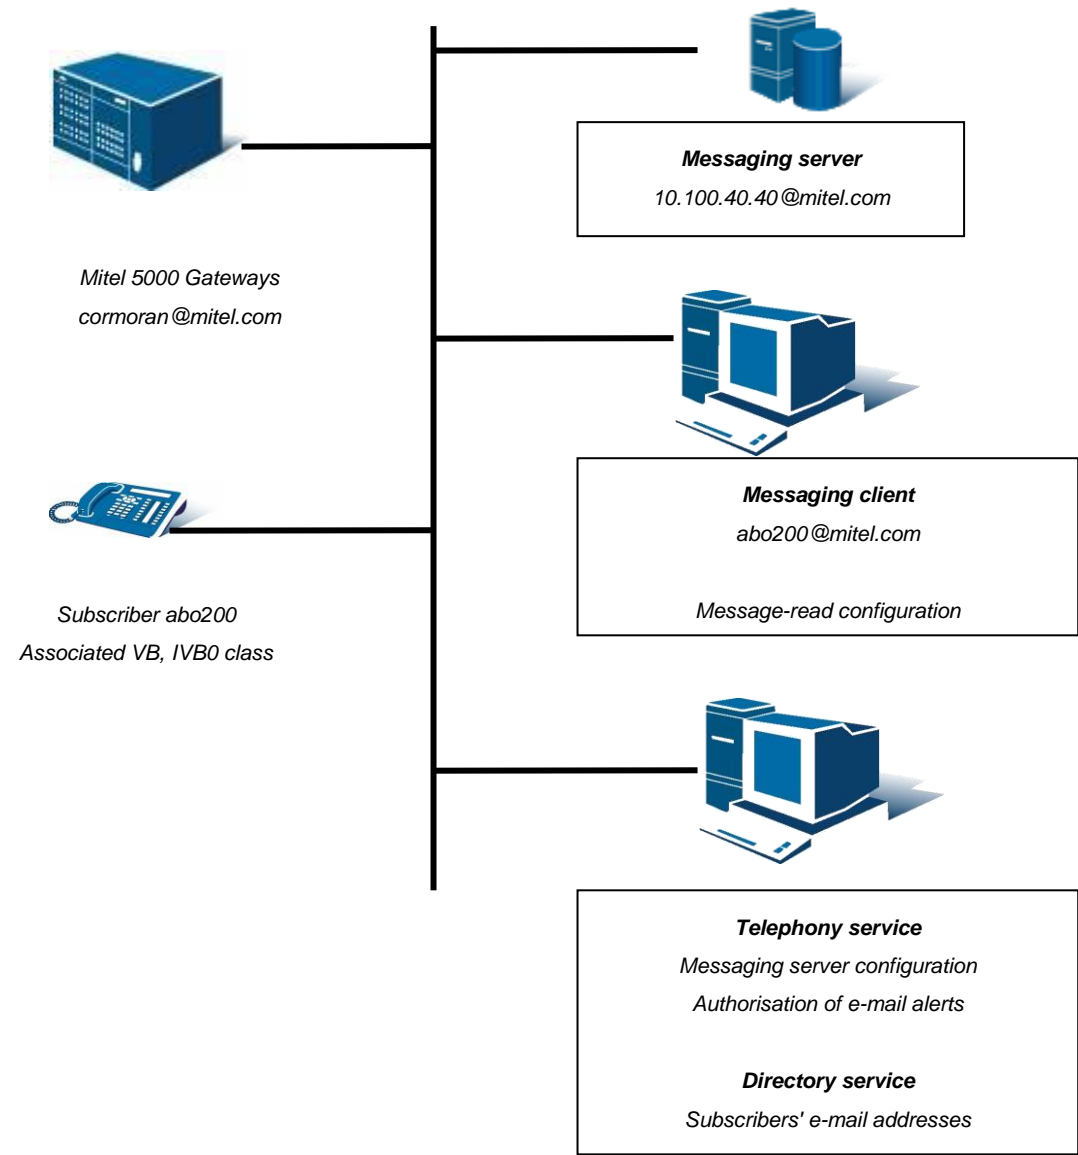 Messaging server
10.100.40.40@mitel.com
Mitel 5000 Gateways
cormoran@mitel.com
Messaging client
abo200@mitel.com
Message-read configuration
Subscriber abo200
Associated VB, IVB0 class
Telephony service
Messaging server configuration
Authorisation of e-mail alerts
Directory service
Subscribers' e-mail addresses